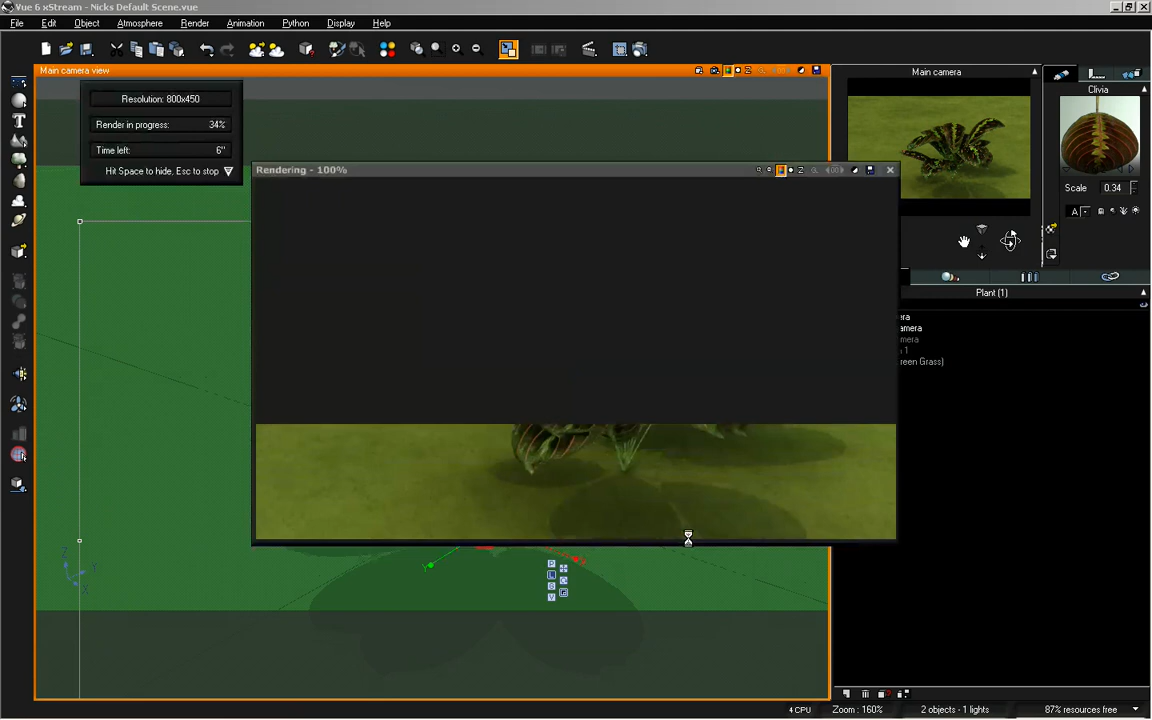 Vue 6 xStream - Nicks Default Scene.vue
File Edit Object Atmosphere Render Animation Python Display Help
Main camera view
Resolution: 800x450
Render in progress: 34%
Time left: 6"
Hit Space to hide, Esc to stop
Rendering - 100%
Main camera
Clivia
Scale 0.34
A
Plant (1)
era
amera
mera
1
reen Grass)
Z
Y
X
Y
P
L
V
4 CPU Zoom : 160% 2 objects - 1 lights 87% resources free